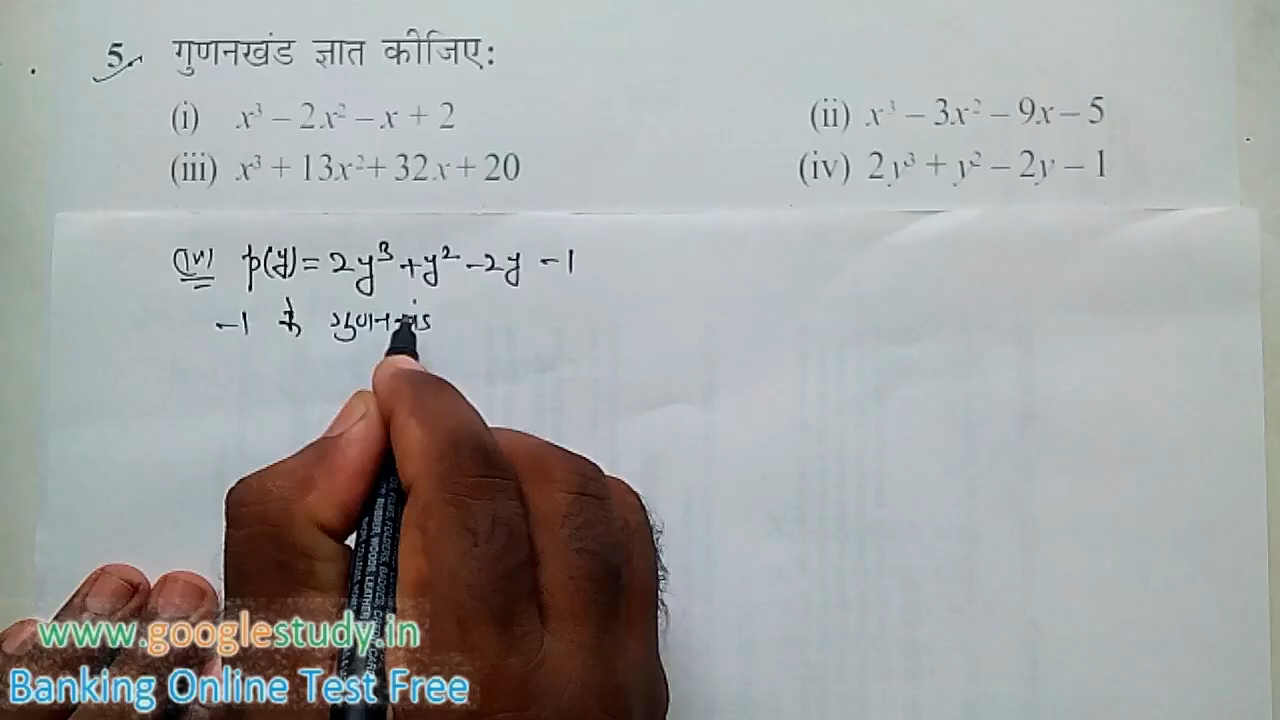 5. गुणनखंड ज्ञात कीजिए:
(i) x³ – 2x² – x + 2
(ii) x³ – 3x² – 9x – 5
(iii) x³ + 13x² + 32x + 20
(iv) 2y³ + y² – 2y – 1
(iv) p(y) = 2y³ + y² - 2y - 1
-1 के गुणनखंड
www.googlestudy.in
Banking Online Test Free